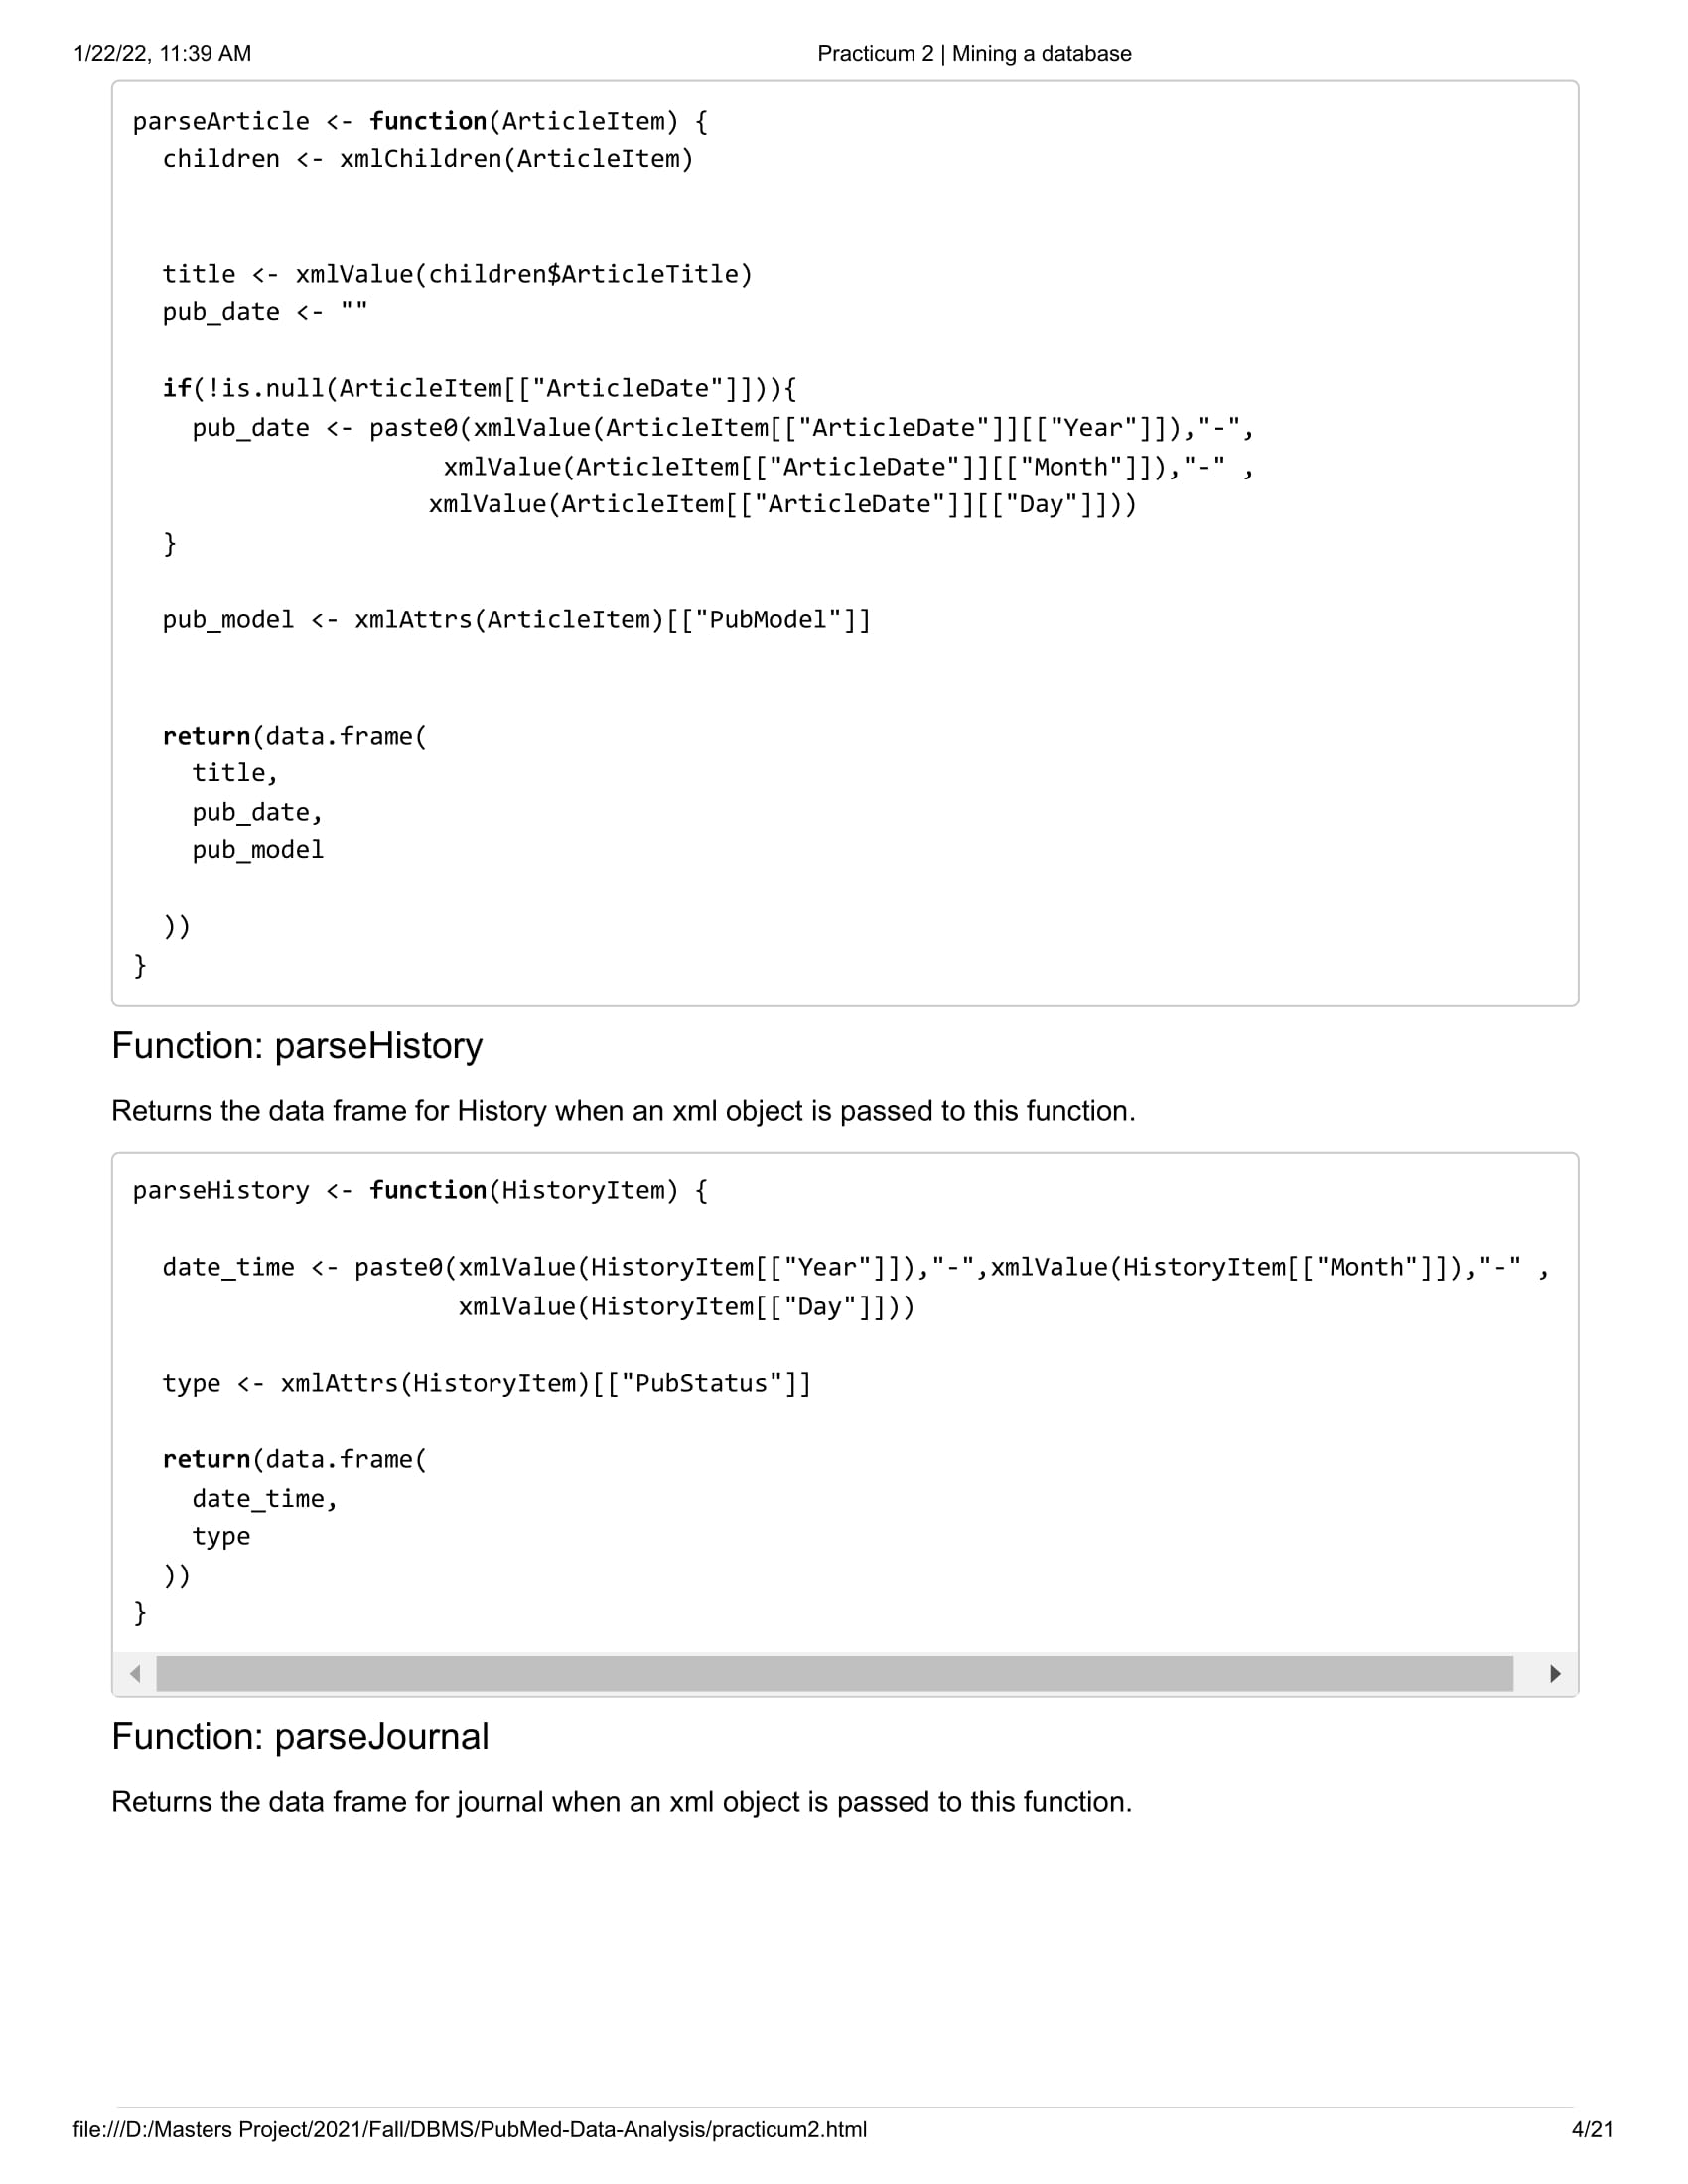 1/22/22, 11:39 AM
Practicum 2 | Mining a database
parseArticle <- function(ArticleItem) {
  children <- xmlChildren(ArticleItem)
  title <- xmlValue(children$ArticleTitle)
  pub_date <- ""
  if(!is.null(ArticleItem[["ArticleDate"]])){
    pub_date <- paste0(xmlValue(ArticleItem[["ArticleDate"]][["Year"]]),"-",
                     xmlValue(ArticleItem[["ArticleDate"]][["Month"]]),"-" ,
                    xmlValue(ArticleItem[["ArticleDate"]][["Day"]]))
  }
  pub_model <- xmlAttrs(ArticleItem)[["PubModel"]]
  return(data.frame(
    title,
    pub_date,
    pub_model
  ))
}
Function: parseHistory
Returns the data frame for History when an xml object is passed to this function.
parseHistory <- function(HistoryItem) {
  date_time <- paste0(xmlValue(HistoryItem[["Year"]]),"-",xmlValue(HistoryItem[["Month"]]),"-" ,
                      xmlValue(HistoryItem[["Day"]]))
  type <- xmlAttrs(HistoryItem)[["PubStatus"]]
  return(data.frame(
    date_time,
    type
  ))
}
Function: parseJournal
Returns the data frame for journal when an xml object is passed to this function.
file:///D:/Masters Project/2021/Fall/DBMS/PubMed-Data-Analysis/practicum2.html
4/21